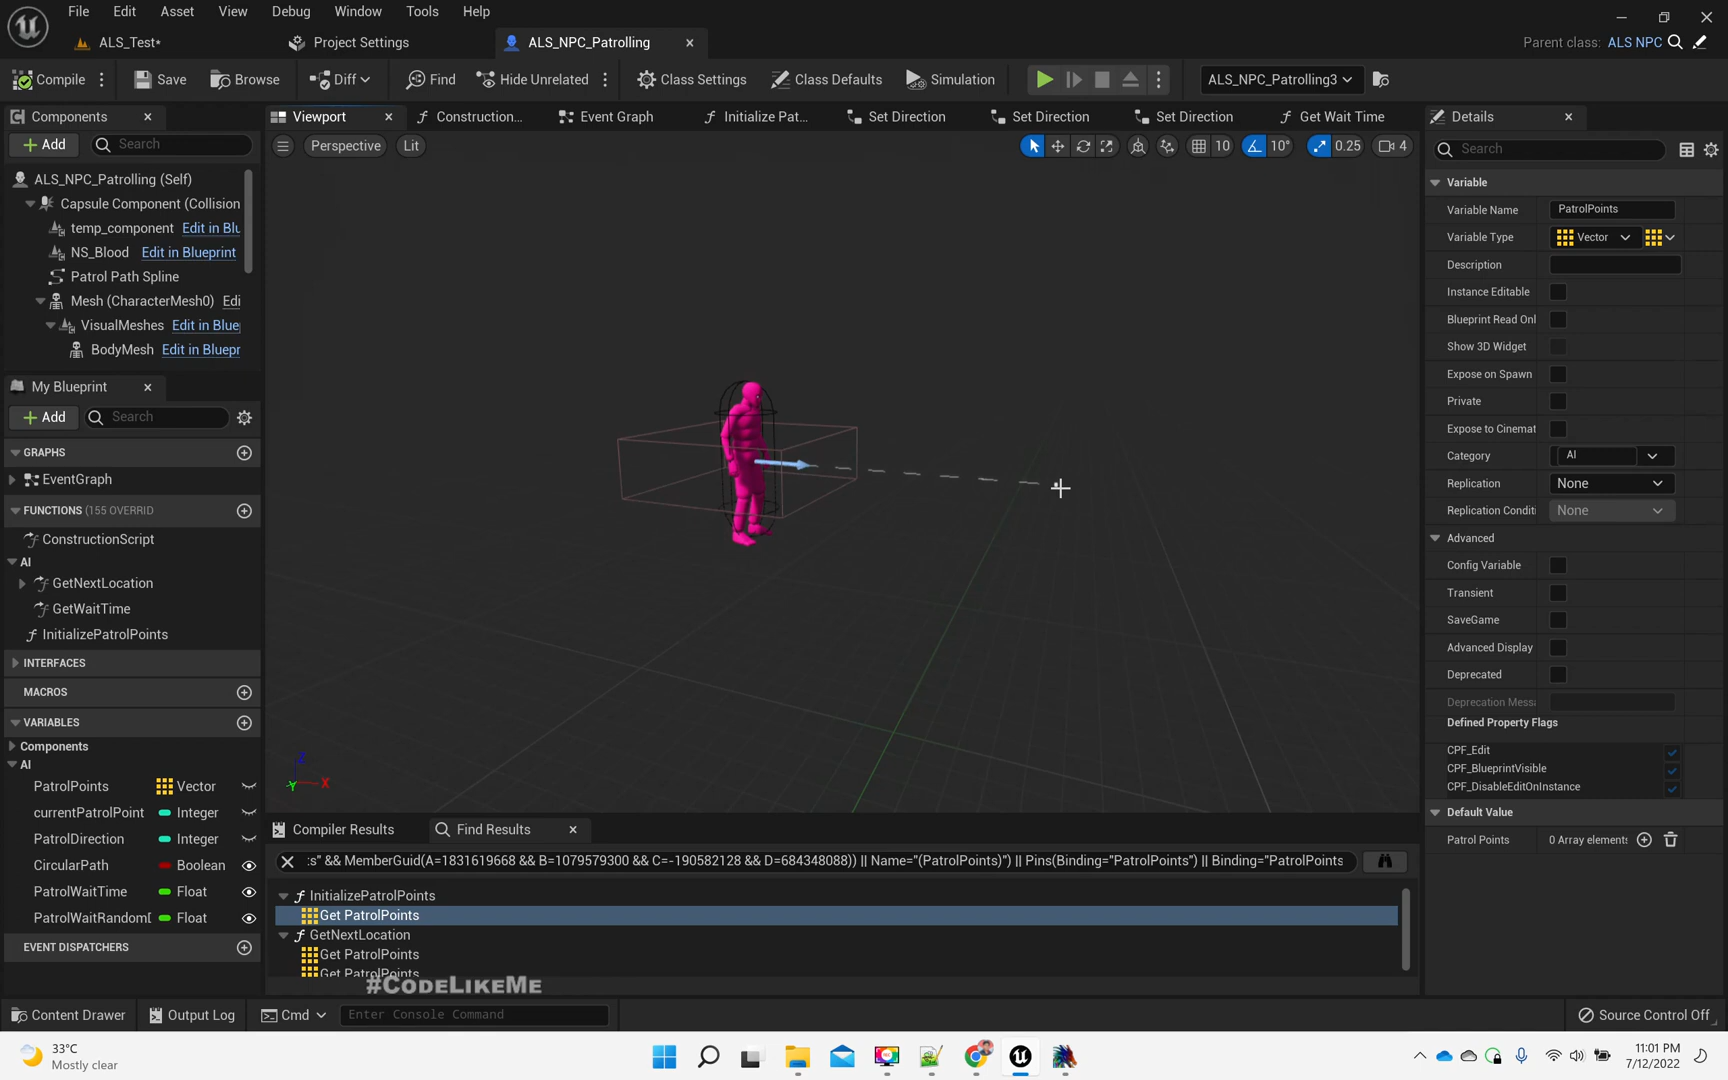 File Edit Asset View Debug Window Tools Help
ALS_Test* Project Settings ALS_NPC_Patrolling Parent class: ALS NPC
Compile Save Browse Diff Find Hide Unrelated Class Settings Class Defaults Simulation ALS_NPC_Patrolling3
Components Viewport Construction... Event Graph Initialize Pat... Set Direction Set Direction Set Direction Get Wait Time Details
Add Search Perspective Lit 10 10° 0.25 4 Search
ALS_NPC_Patrolling (Self)
Capsule Component (Collision
temp_component Edit in Blu
NS_Blood Edit in Blueprint
Patrol Path Spline
Mesh (CharacterMesh0) Edi
VisualMeshes Edit in Blue
BodyMesh Edit in Bluepr
My Blueprint
Add Search
GRAPHS
EventGraph
FUNCTIONS (155 OVERRID
ConstructionScript
AI
GetNextLocation
GetWaitTime
InitializePatrolPoints
INTERFACES
MACROS
VARIABLES
Components
AI
PatrolPoints Vector
currentPatrolPoint Integer
PatrolDirection Integer
CircularPath Boolean
PatrolWaitTime Float
PatrolWaitRandom Float
EVENT DISPATCHERS
Z
Y X
Compiler Results Find Results
:s" && MemberGuid(A=1831619668 && B=1079579300 && C=-190582128 && D=684348088)) || Name="(PatrolPoints)") || Pins(Binding="PatrolPoints") || Binding="PatrolPoints
InitializePatrolPoints
Get PatrolPoints
GetNextLocation
Get PatrolPoints
Get PatrolPoints
#CodeLikeMe
Variable
Variable Name PatrolPoints
Variable Type Vector
Description
Instance Editable
Blueprint Read Onl
Show 3D Widget
Expose on Spawn
Private
Expose to Cinemat
Category AI
Replication None
Replication Conditi None
Advanced
Config Variable
Transient
SaveGame
Advanced Display
Deprecated
Deprecation Messa
Defined Property Flags
CPF_Edit
CPF_BlueprintVisible
CPF_DisableEditOnInstance
Default Value
Patrol Points 0 Array elements
Content Drawer Output Log Cmd Enter Console Command Source Control Off
33°C
Mostly clear
11:01 PM
7/12/2022